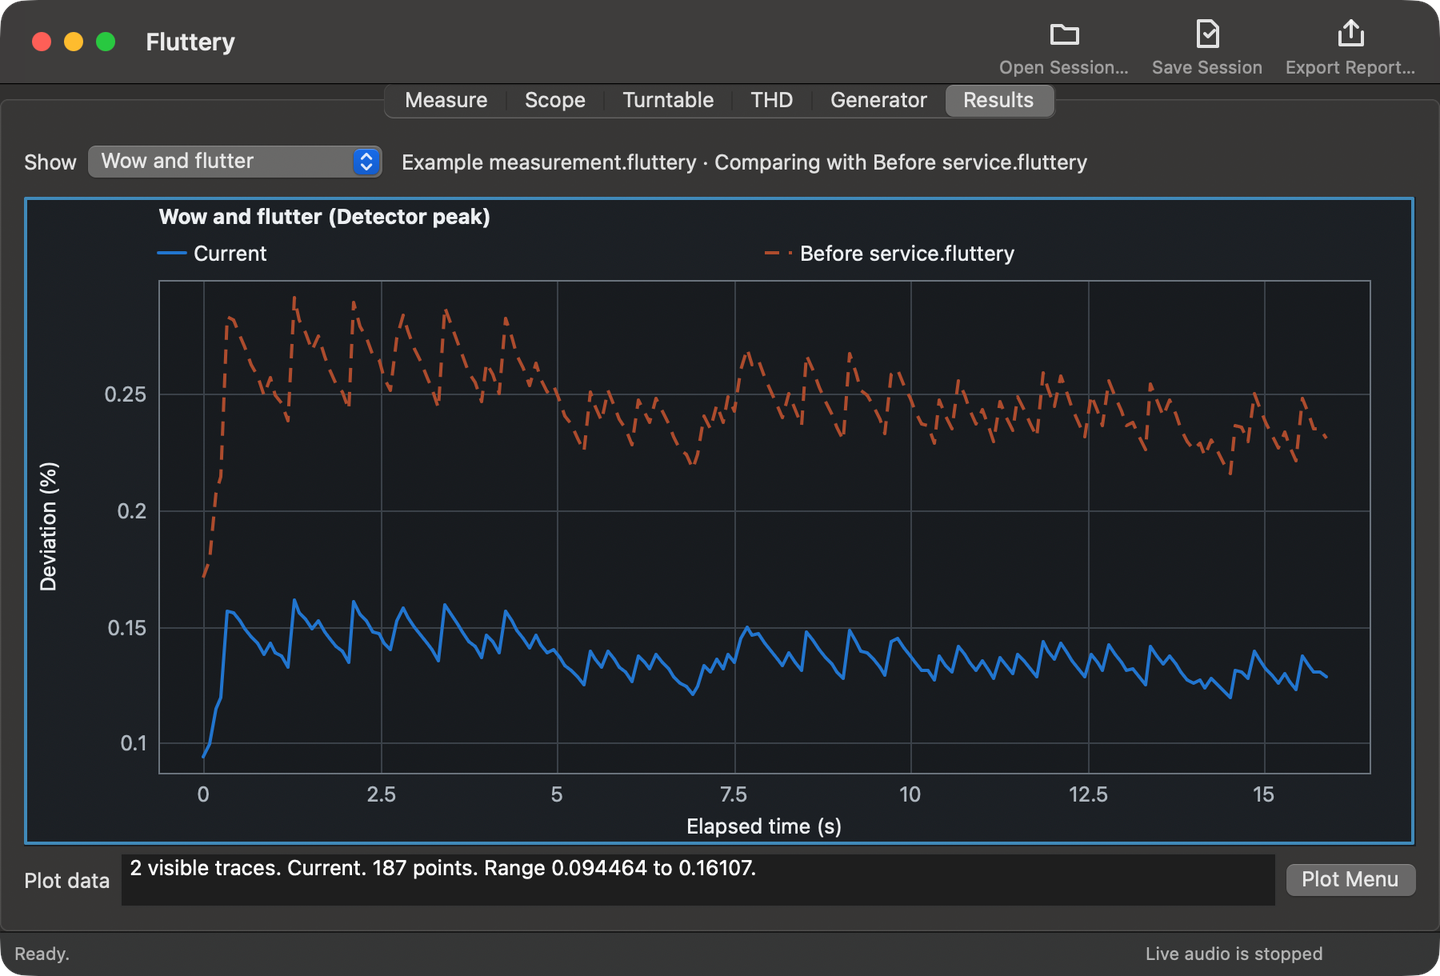 Fluttery
Open Session...
Save Session
Export Report...
Measure
Scope
Turntable
THD
Generator
Results
Show
Wow and flutter
Example measurement.fluttery · Comparing with Before service.fluttery
Wow and flutter (Detector peak)
Current
Before service.fluttery
0.25
0.2
0.15
0.1
Deviation (%)
0
2.5
5
7.5
10
12.5
15
Elapsed time (s)
Plot data
2 visible traces. Current. 187 points. Range 0.094464 to 0.16107.
Plot Menu
Ready.
Live audio is stopped